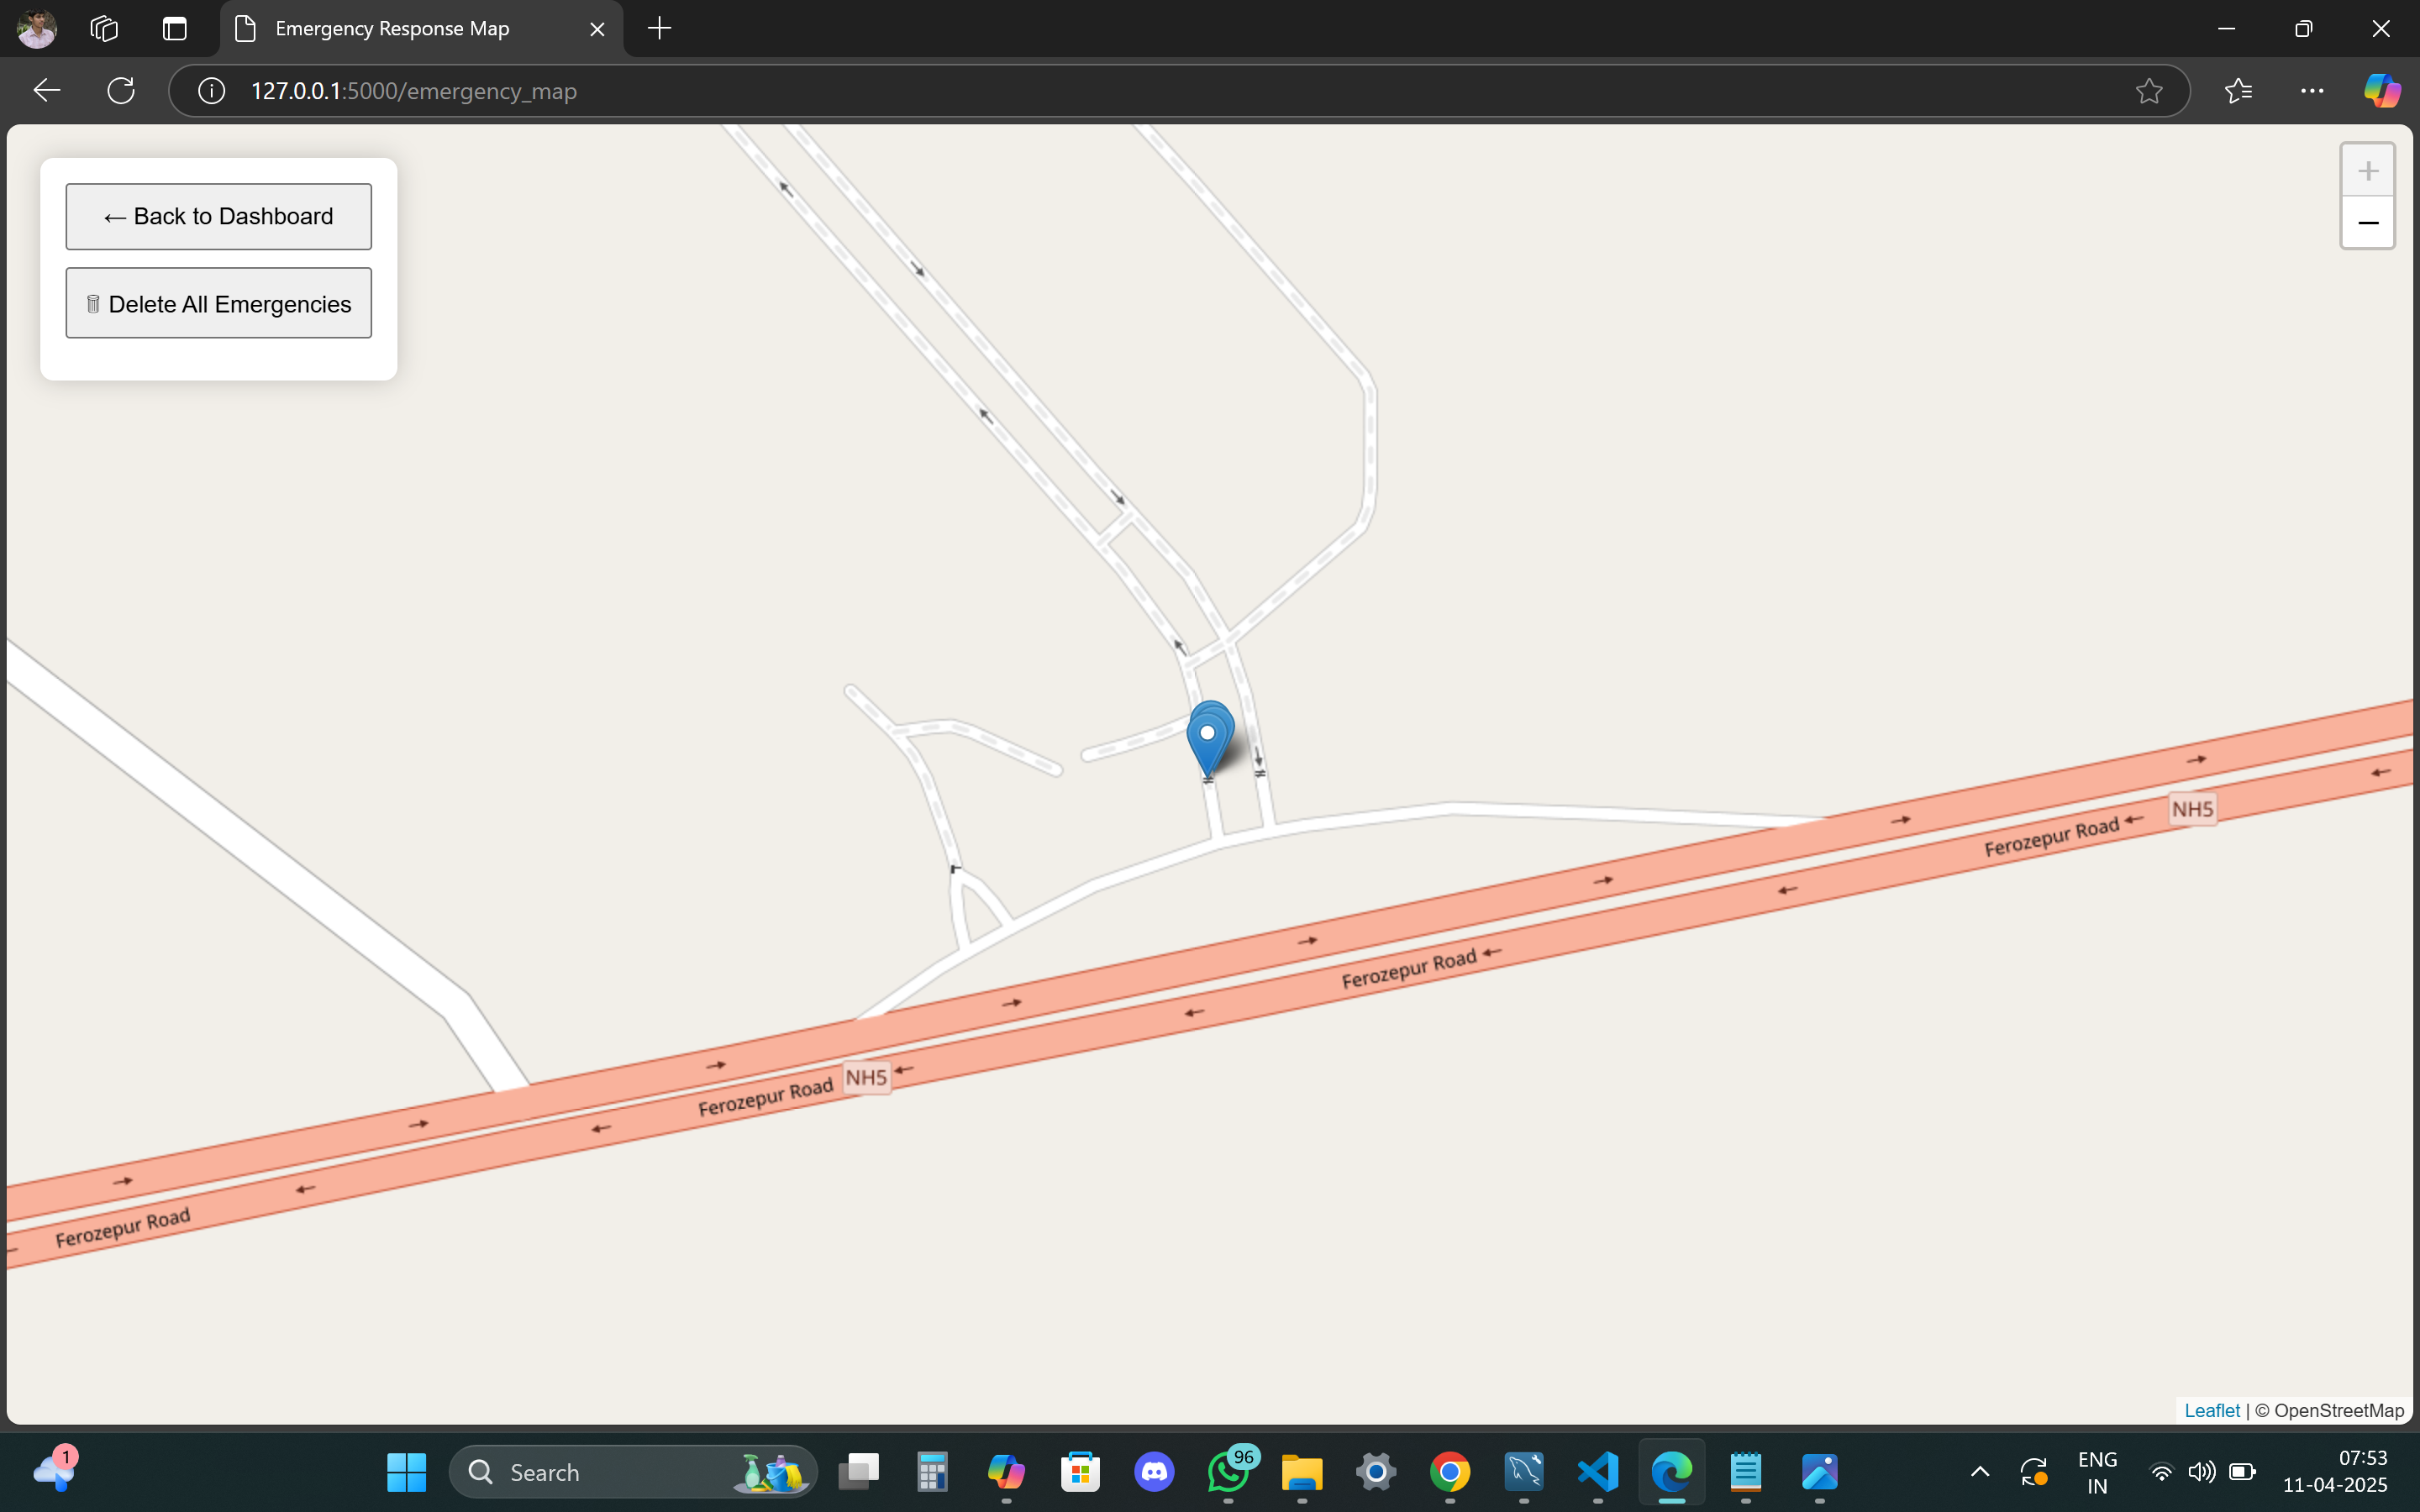 Emergency Response Map
127.0.0.1:5000/emergency_map
← Back to Dashboard
Delete All Emergencies
+
−
NH5
Ferozepur Road
Ferozepur Road
NH5
Ferozepur Road
Ferozepur Road
Leaflet | © OpenStreetMap
1
Search
96
ENG
IN
07:53
11-04-2025